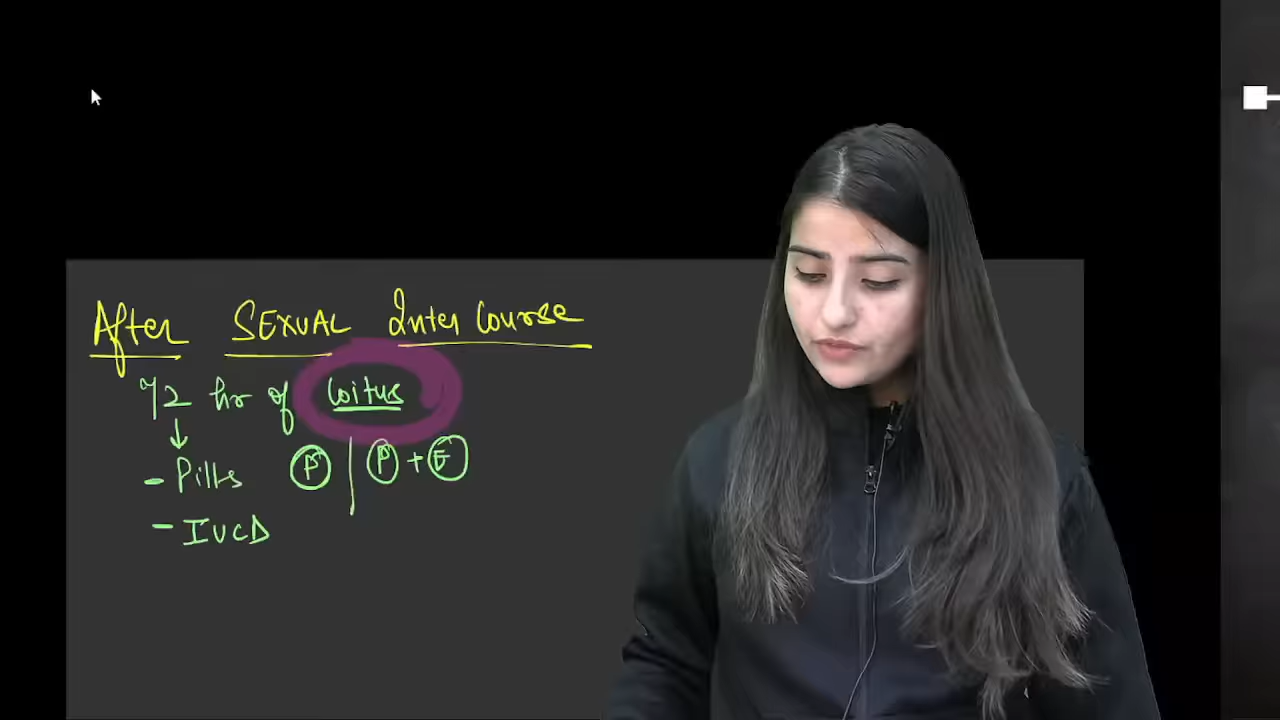 After SEXUAL Inter Course
72 hr of Coitus
↓
- Pills Ⓟ | Ⓟ + Ⓔ
- IUCD